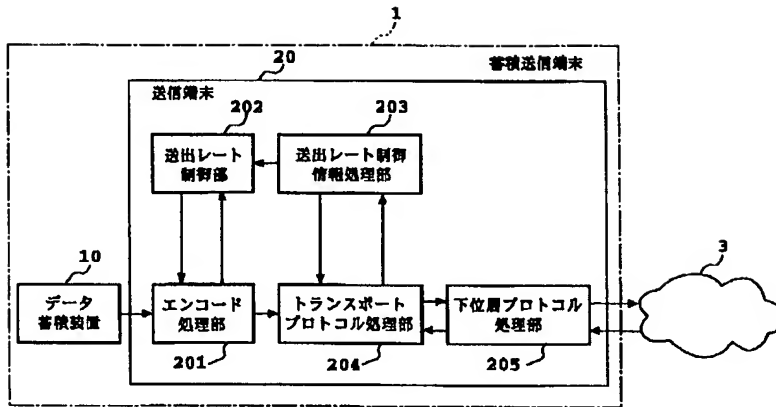 1
20
蓄積送信端末
送信端末
202
203
送出レート
制御部
送出レート制御
情報処理部
10
3
データ
蓄積装置
エンコード
処理部
トランスポート
プロトコル処理部
下位層プロトコル
処理部
201
204
205